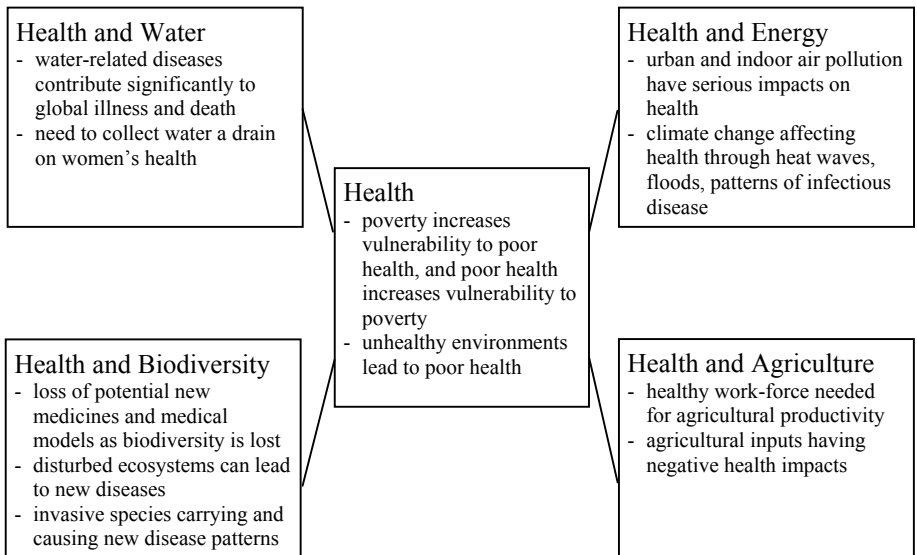 Health and Water
- water-related diseases
contribute significantly to
global illness and death
- need to collect water a drain
on women’s health
Health and Energy
- urban and indoor air pollution
have serious impacts on
health
- climate change affecting
health through heat waves,
floods, patterns of infectious
disease
Health
- poverty increases
vulnerability to poor
health, and poor health
increases vulnerability to
poverty
- unhealthy environments
lead to poor health
Health and Biodiversity
- loss of potential new
medicines and medical
models as biodiversity is lost
- disturbed ecosystems can lead
to new diseases
- invasive species carrying and
causing new disease patterns
Health and Agriculture
- healthy work-force needed
for agricultural productivity
- agricultural inputs having
negative health impacts